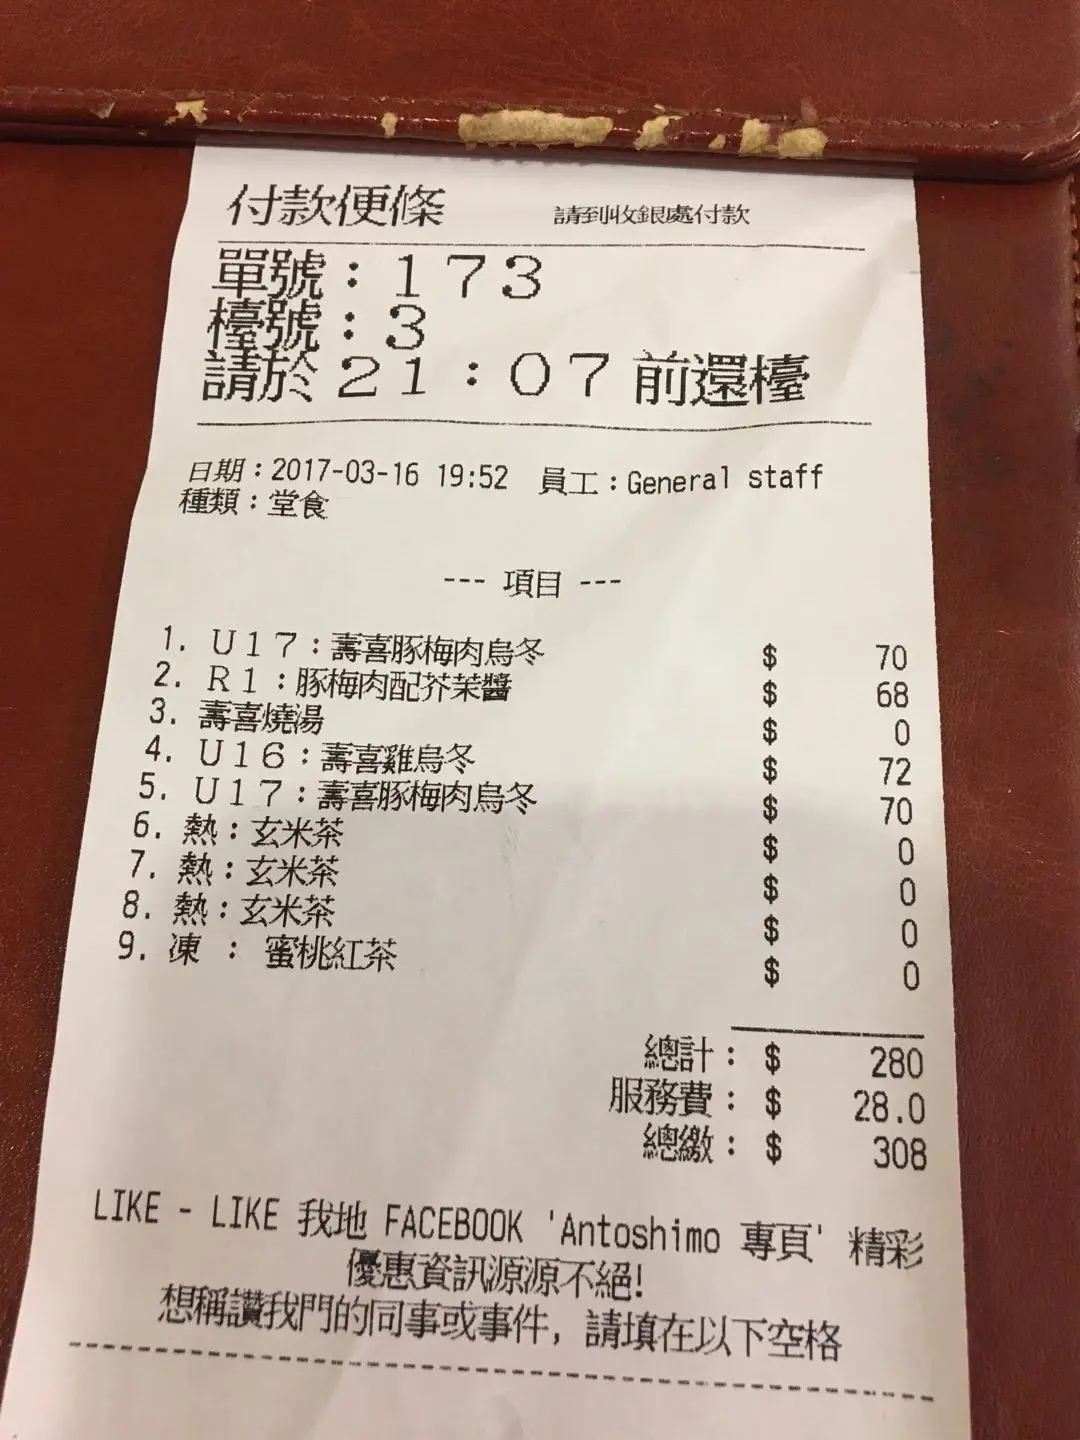 付款便條 請到收銀處付款
單號：173
檯號：3
請於 21：07 前還檯
日期：2017-03-16 19:52 員工：General staff
種類：堂食
--- 項目 ---
1. U17：壽喜豚梅肉烏冬 $ 70
2. R1：豚梅肉配芥茉醬 $ 68
3. 壽喜燒湯 $ 0
4. U16：壽喜雞烏冬 $ 72
5. U17：壽喜豚梅肉烏冬 $ 70
6. 熱：玄米茶 $ 0
7. 熱：玄米茶 $ 0
8. 熱：玄米茶 $ 0
9. 凍 ： 蜜桃紅茶 $ 0
總計： $ 280
服務費： $ 28.0
總繳： $ 308
LIKE - LIKE 我地 FACEBOOK 'Antoshimo 專頁' 精彩
優惠資訊源源不絕!
想稱讚我門的同事或事件, 請填在以下空格